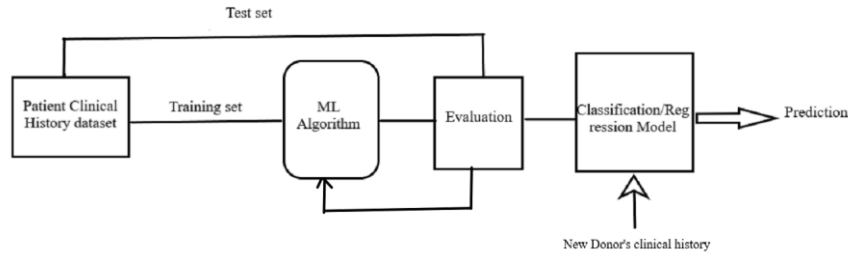 Test set
Patient Clinical
History dataset
Training set
ML
Algorithm
Evaluation
Classification/Reg
ression Model
Prediction
New Donor's clinical history